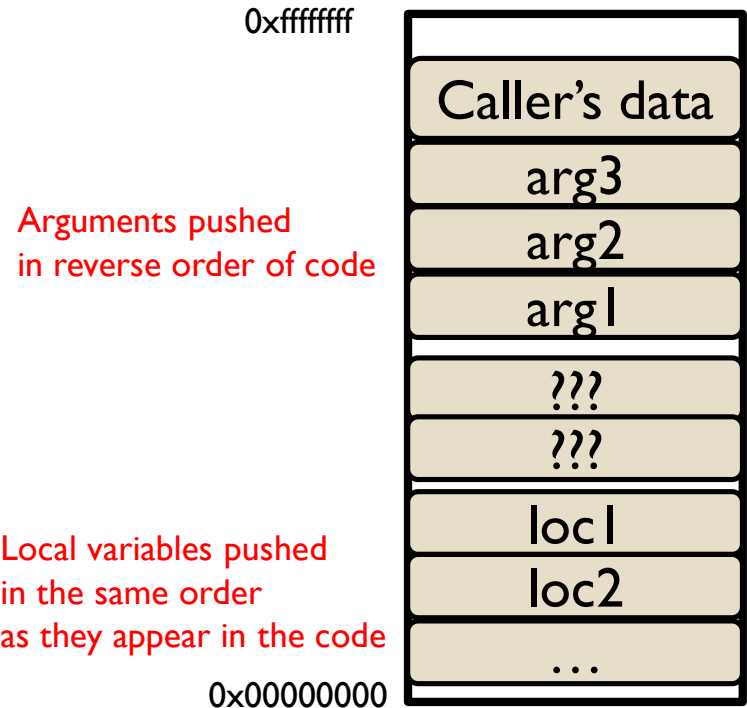 0xffffffff
Caller's data
arg3
Arguments pushed
in reverse order of code
arg2
arg1
???
???
loc1
Local variables pushed
in the same order
as they appear in the code
loc2
...
0x00000000